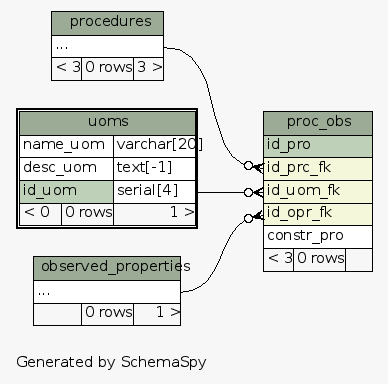 procedures
...
< 3 0 rows 3 >
uoms
name_uom varchar[20]
desc_uom text[-1]
id_uom serial[4]
< 0 0 rows 1 >
proc_obs
id_pro
id_prc_fk
id_uom_fk
id_opr_fk
constr_pro
< 3 0 rows
observed_properties
...
0 rows 1 >
Generated by SchemaSpy